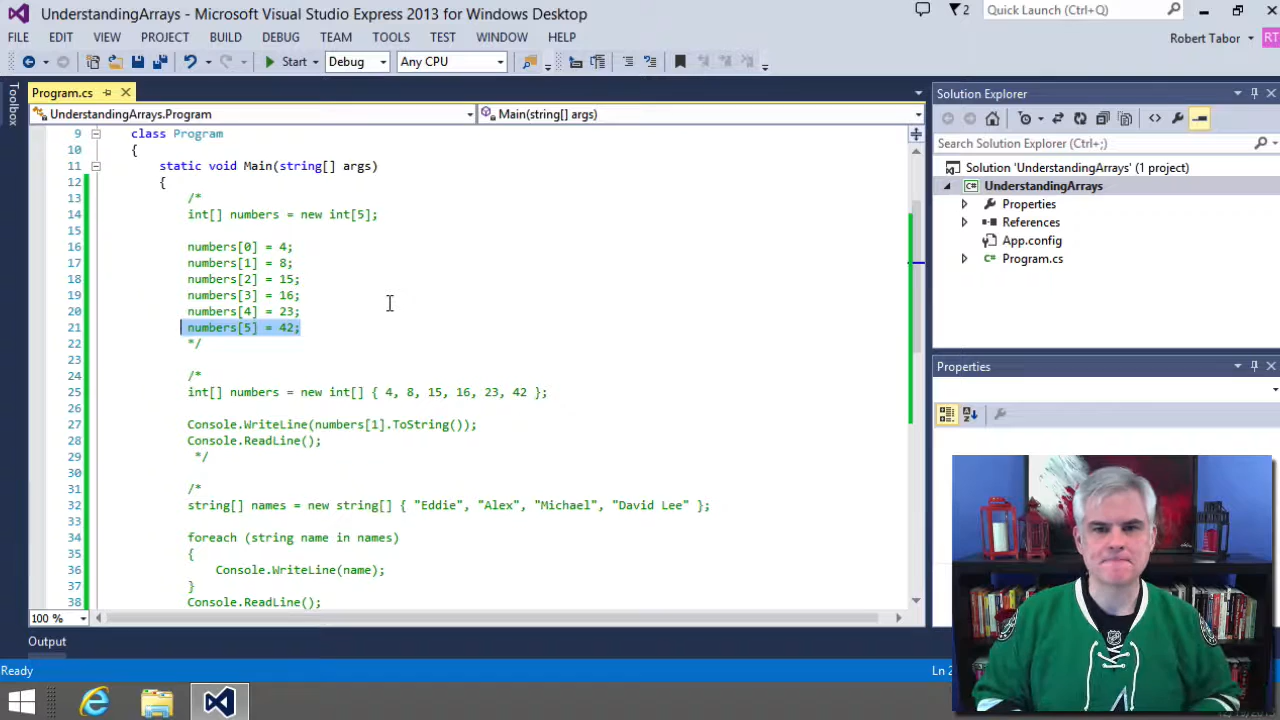 UnderstandingArrays - Microsoft Visual Studio Express 2013 for Windows Desktop
2
Quick Launch (Ctrl+Q)
FILE EDIT VIEW PROJECT BUILD DEBUG TEAM TOOLS TEST WINDOW HELP
Robert Tabor
RT
Start Debug Any CPU
Toolbox
Program.cs
UnderstandingArrays.Program
Main(string[] args)
9 class Program
10 {
11 static void Main(string[] args)
12 {
13 /*
14 int[] numbers = new int[5];
15
16 numbers[0] = 4;
17 numbers[1] = 8;
18 numbers[2] = 15;
19 numbers[3] = 16;
20 numbers[4] = 23;
21 numbers[5] = 42;
22 */
23
24 /*
25 int[] numbers = new int[] { 4, 8, 15, 16, 23, 42 };
26
27 Console.WriteLine(numbers[1].ToString());
28 Console.ReadLine();
29 */
30
31 /*
32 string[] names = new string[] { "Eddie", "Alex", "Michael", "David Lee" };
33
34 foreach (string name in names)
35 {
36 Console.WriteLine(name);
37 }
38 Console.ReadLine();
100 %
Output
Ready
Solution Explorer
Search Solution Explorer (Ctrl+;)
Solution 'UnderstandingArrays' (1 project)
C# UnderstandingArrays
Properties
References
App.config
C# Program.cs
Properties